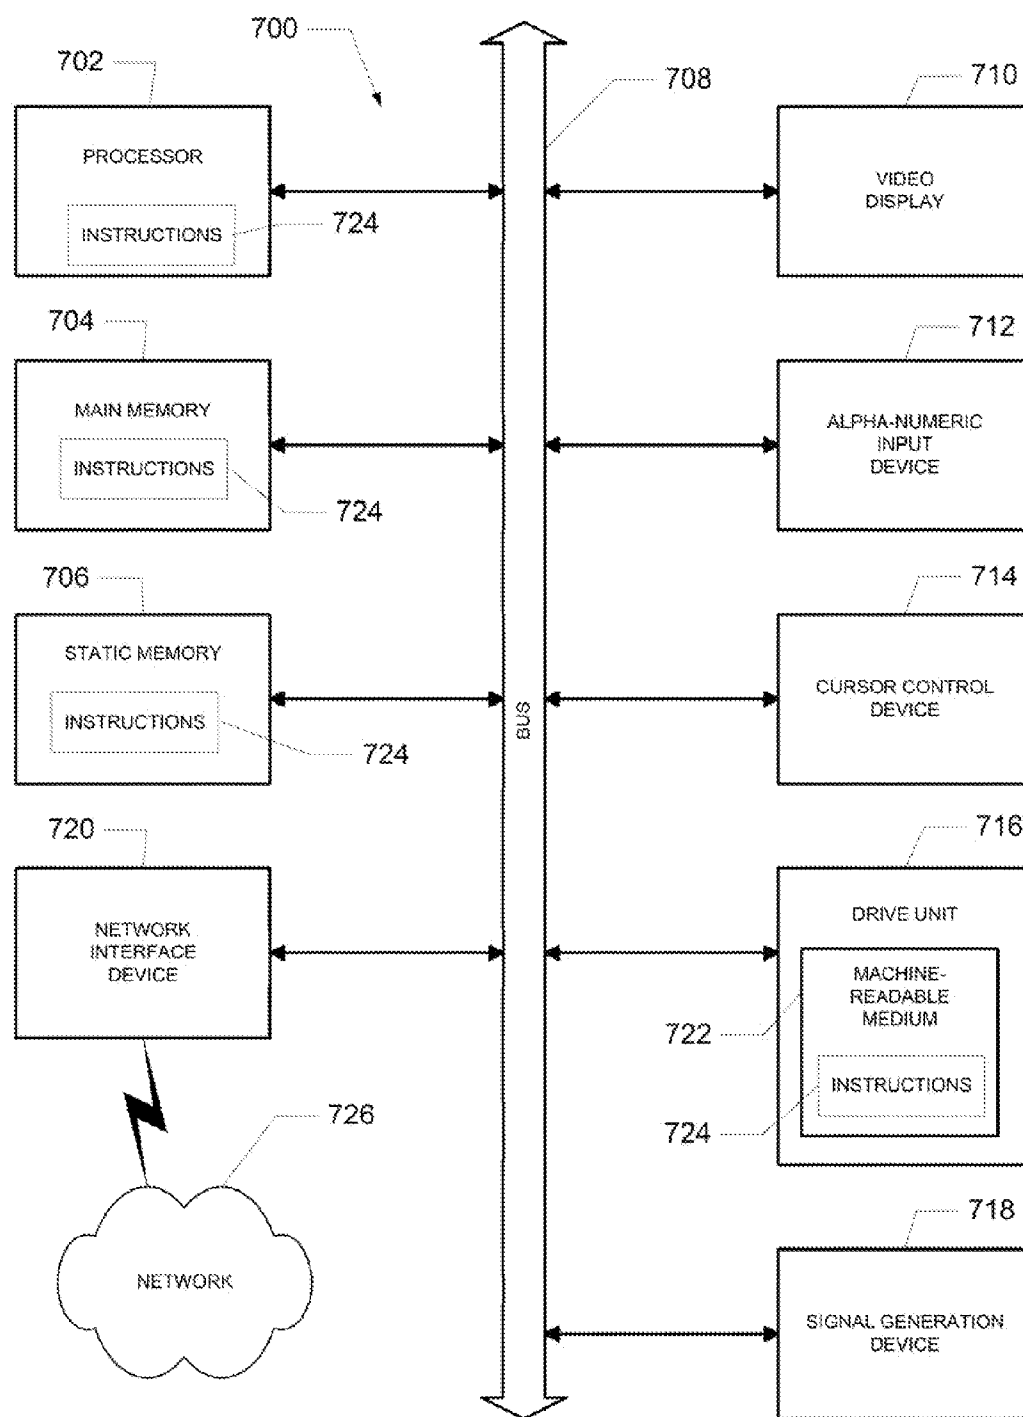 700
702
PROCESSOR
INSTRUCTIONS
724
704
MAIN MEMORY
INSTRUCTIONS
724
706
STATIC MEMORY
INSTRUCTIONS
724
720
NETWORK
INTERFACE
DEVICE
726
NETWORK
708
BUS
710
VIDEO
DISPLAY
712
ALPHA-NUMERIC
INPUT
DEVICE
714
CURSOR CONTROL
DEVICE
716
DRIVE UNIT
722
MACHINE-
READABLE
MEDIUM
724
INSTRUCTIONS
718
SIGNAL GENERATION
DEVICE